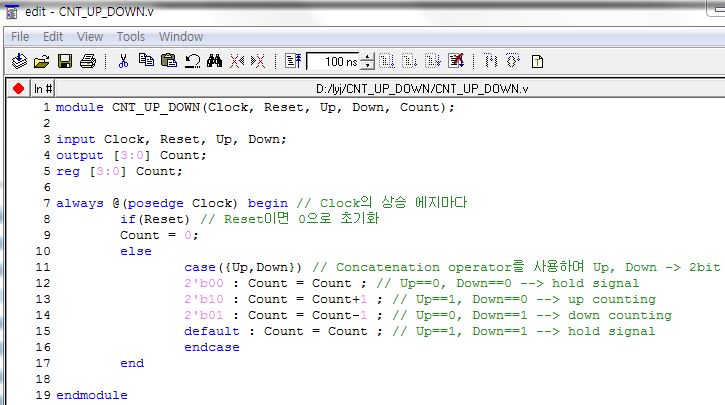 edit - CNT_UP_DOWN.v
File Edit View Tools Window
100 ns
ln # D:/lyj/CNT_UP_DOWN/CNT_UP_DOWN.v
1 module CNT_UP_DOWN(Clock, Reset, Up, Down, Count);
2
3 input Clock, Reset, Up, Down;
4 output [3:0] Count;
5 reg [3:0] Count;
6
7 always @(posedge Clock) begin // Clock의 상승 에지마다
8 if(Reset) // Reset이면 0으로 초기화
9 Count = 0;
10 else
11 case({Up,Down}) // Concatenation operator를 사용하여 Up, Down -> 2bit
12 2'b00 : Count = Count ; // Up==0, Down==0 --> hold signal
13 2'b10 : Count = Count+1 ; // Up==1, Down==0 --> up counting
14 2'b01 : Count = Count-1 ; // Up==0, Down==1 --> down counting
15 default : Count = Count ; // Up==1, Down==1 --> hold signal
16 endcase
17 end
18
19 endmodule